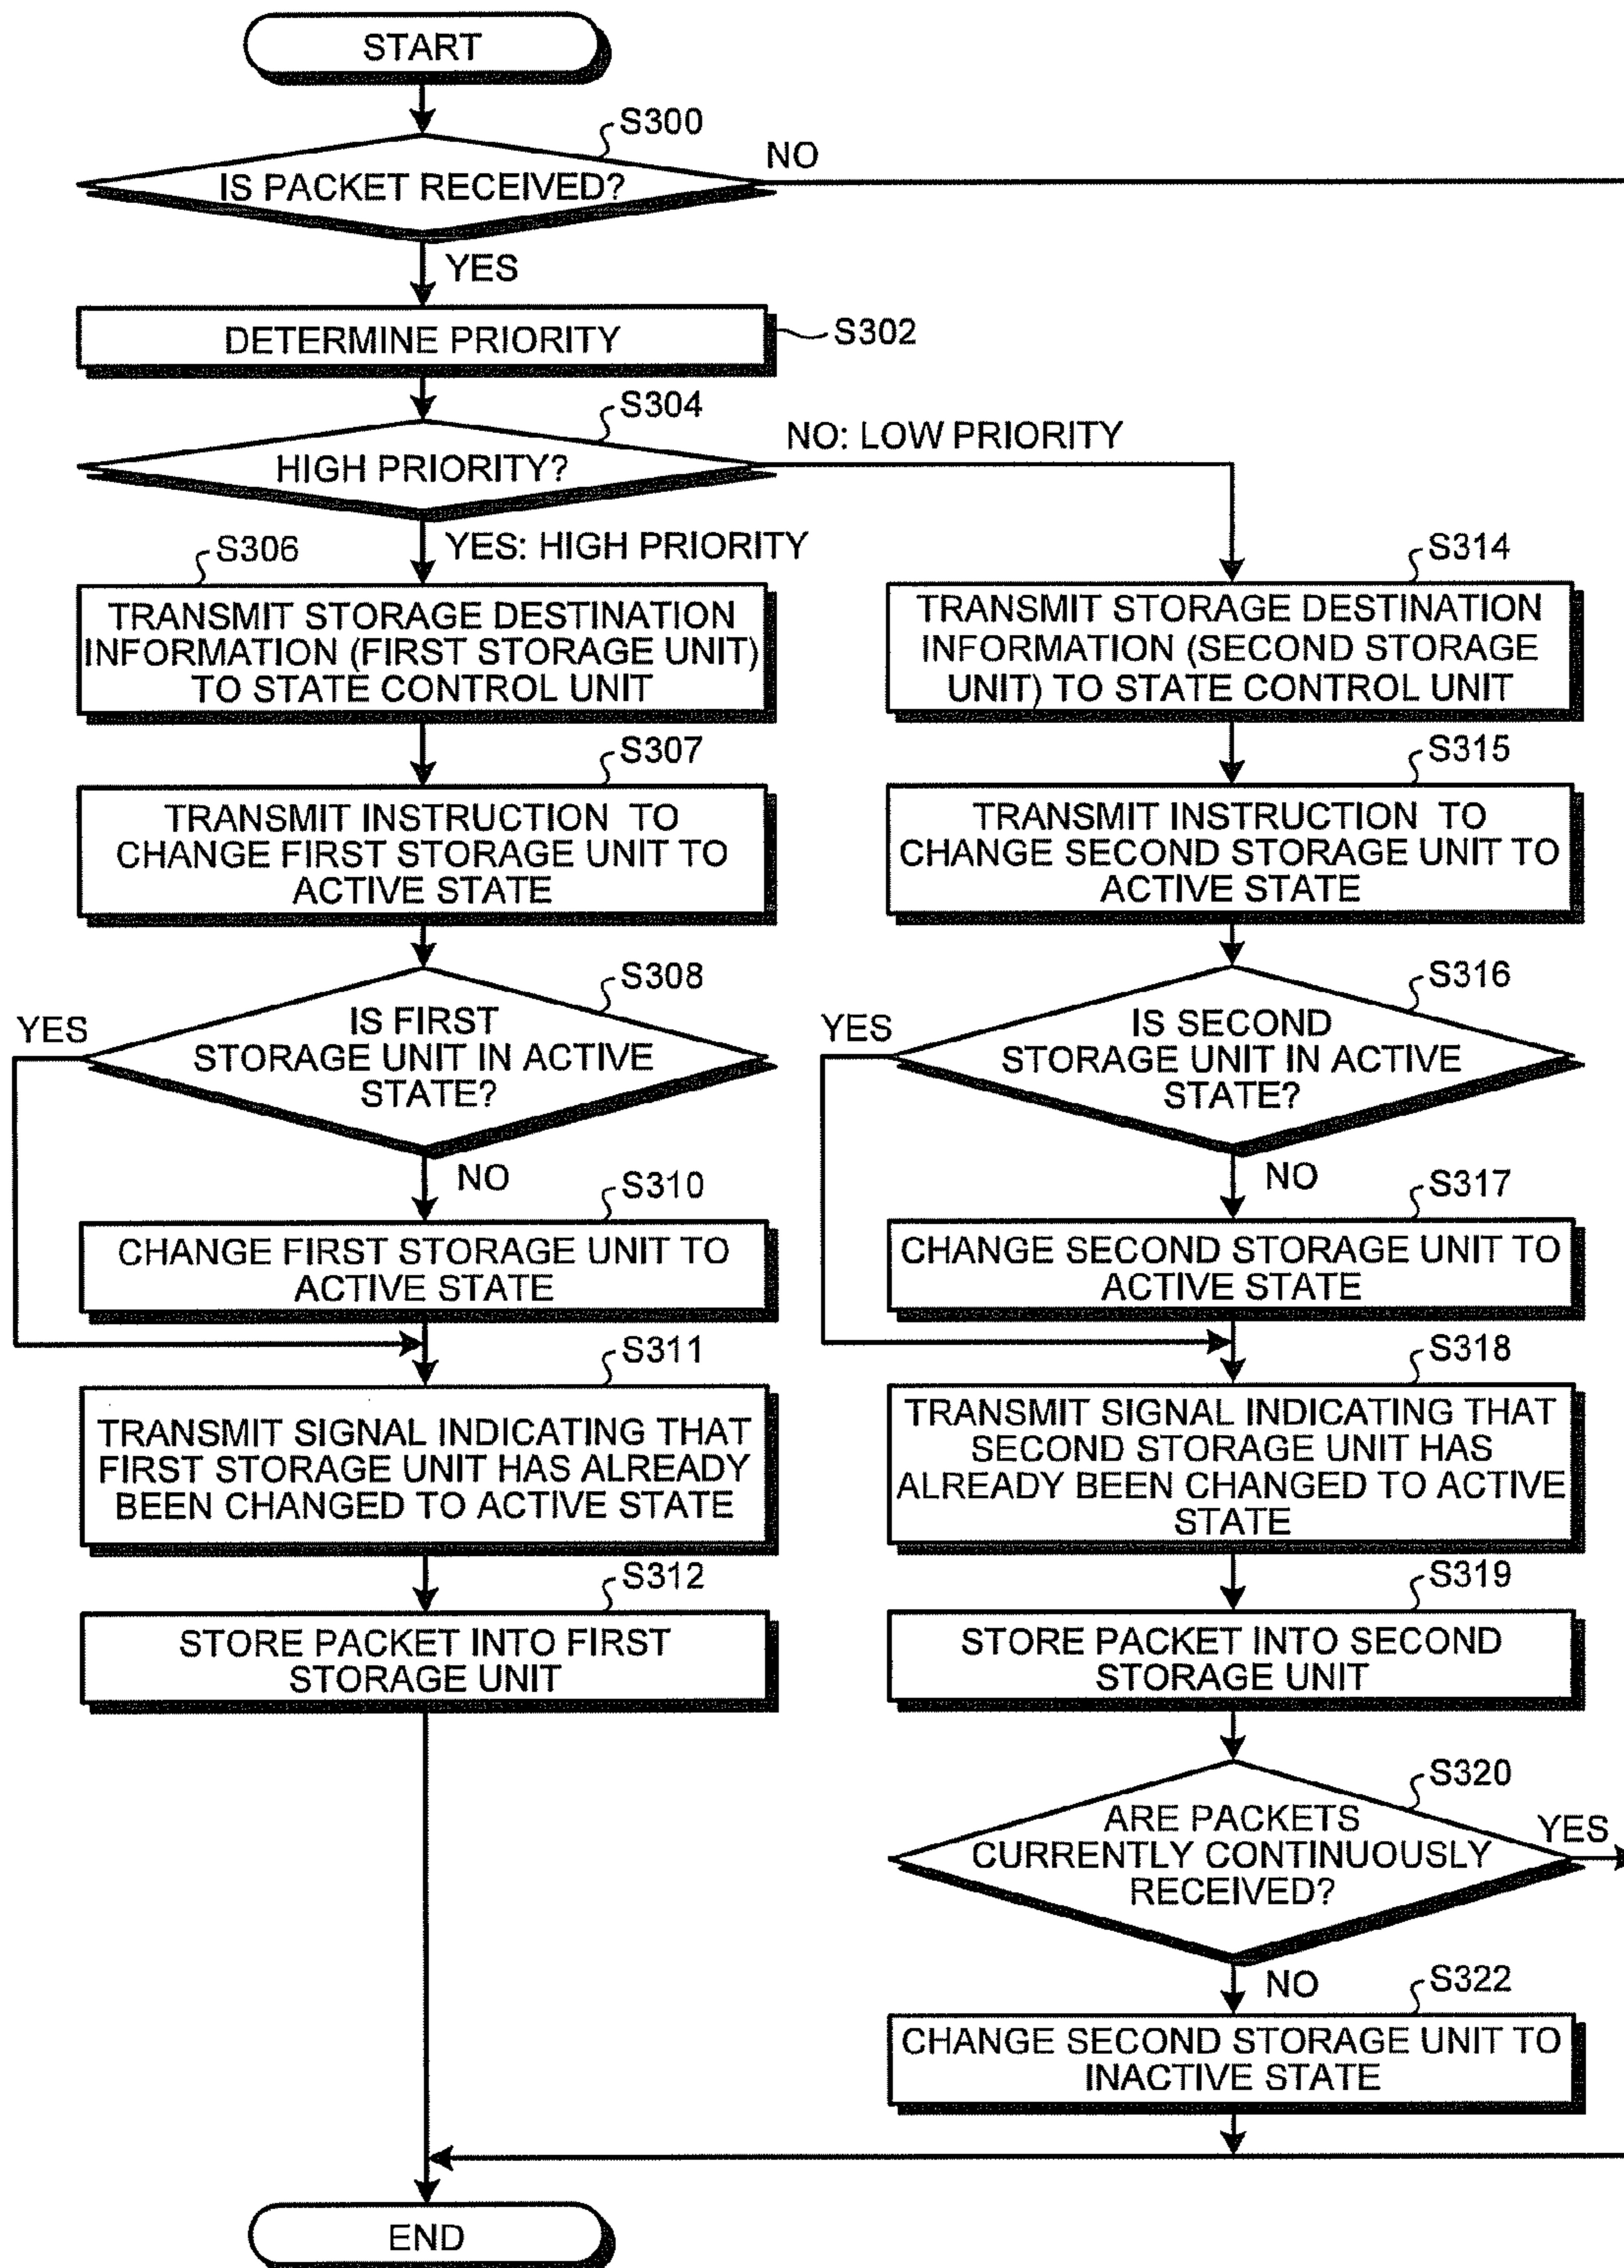 START
S300
NO
IS PACKET RECEIVED?
YES
DETERMINE PRIORITY
S302
S304
NO: LOW PRIORITY
HIGH PRIORITY?
YES: HIGH PRIORITY
S306
TRANSMIT STORAGE DESTINATION
INFORMATION (FIRST STORAGE UNIT)
TO STATE CONTROL UNIT
S307
TRANSMIT INSTRUCTION TO
CHANGE FIRST STORAGE UNIT TO
ACTIVE STATE
S308
YES
IS FIRST
STORAGE UNIT IN ACTIVE
STATE?
NO
S310
CHANGE FIRST STORAGE UNIT TO
ACTIVE STATE
S311
TRANSMIT SIGNAL INDICATING THAT
FIRST STORAGE UNIT HAS ALREADY
BEEN CHANGED TO ACTIVE STATE
S312
STORE PACKET INTO FIRST
STORAGE UNIT
S314
TRANSMIT STORAGE DESTINATION
INFORMATION (SECOND STORAGE
UNIT) TO STATE CONTROL UNIT
S315
TRANSMIT INSTRUCTION TO
CHANGE SECOND STORAGE UNIT TO
ACTIVE STATE
S316
YES
IS SECOND
STORAGE UNIT IN ACTIVE
STATE?
NO
S317
CHANGE SECOND STORAGE UNIT TO
ACTIVE STATE
S318
TRANSMIT SIGNAL INDICATING THAT
SECOND STORAGE UNIT HAS
ALREADY BEEN CHANGED TO ACTIVE
STATE
S319
STORE PACKET INTO SECOND
STORAGE UNIT
S320
ARE PACKETS
CURRENTLY CONTINUOUSLY
RECEIVED?
YES
NO
S322
CHANGE SECOND STORAGE UNIT TO
INACTIVE STATE
END